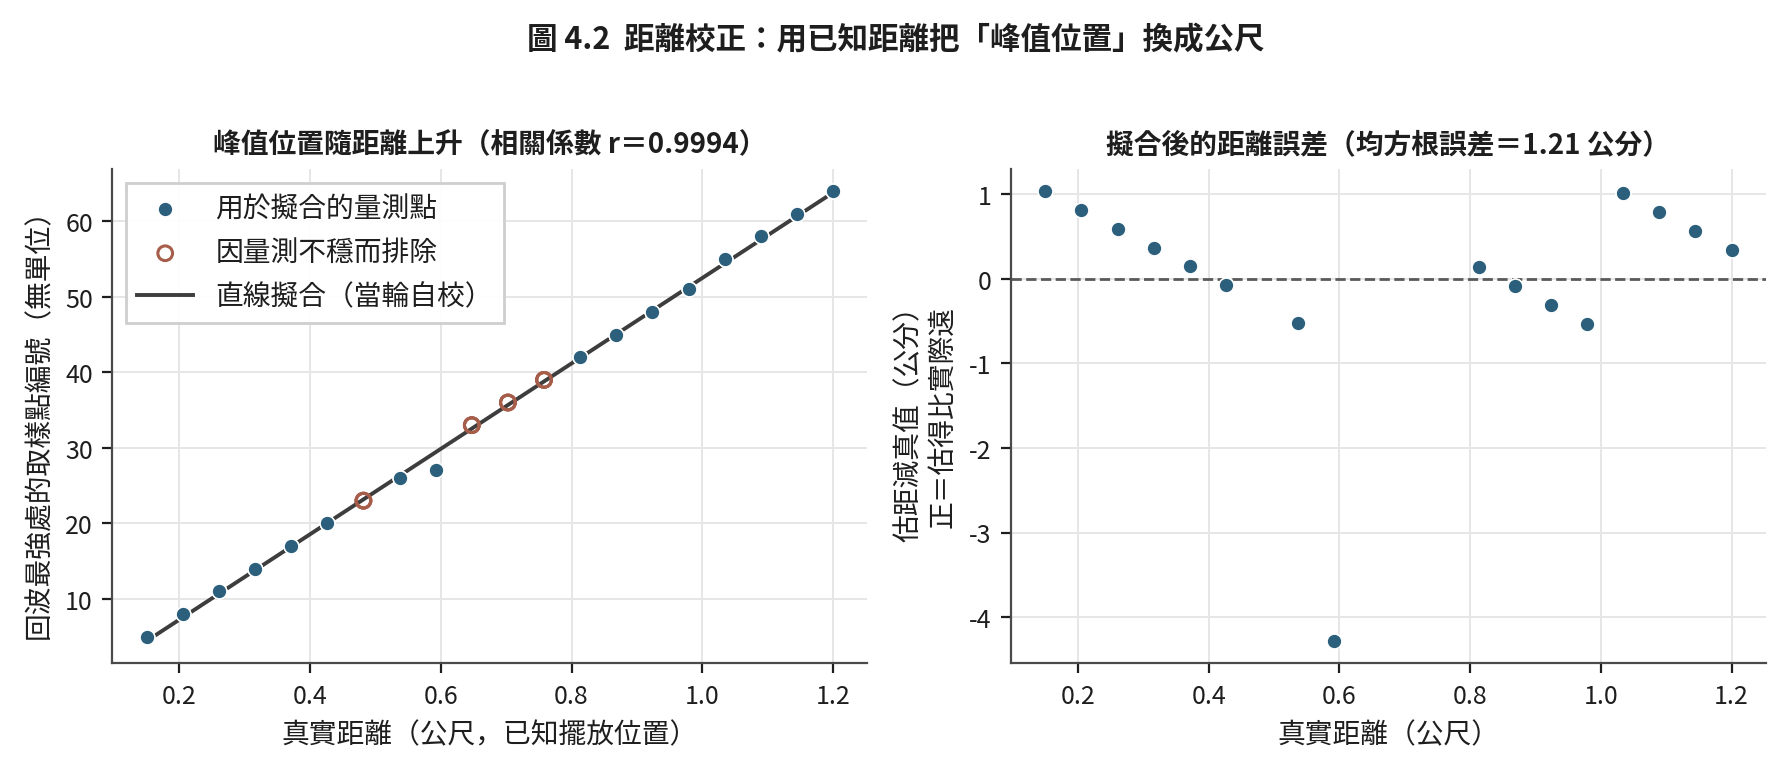 圖 4.2 距離校正：用已知距離把「峰值位置」換成公尺
峰值位置隨距離上升（相關係數 r＝0.9994）
用於擬合的量測點
因量測不穩而排除
直線擬合（當輪自校）
回波最強處的取樣點編號（無單位）
60
50
40
30
20
10
0.2
0.4
0.6
0.8
1.0
1.2
真實距離（公尺，已知擺放位置）
擬合後的距離誤差（均方根誤差＝1.21 公分）
估距減真值（公分）
正＝估得比實際遠
1
0
-1
-2
-3
-4
0.2
0.4
0.6
0.8
1.0
1.2
真實距離（公尺）